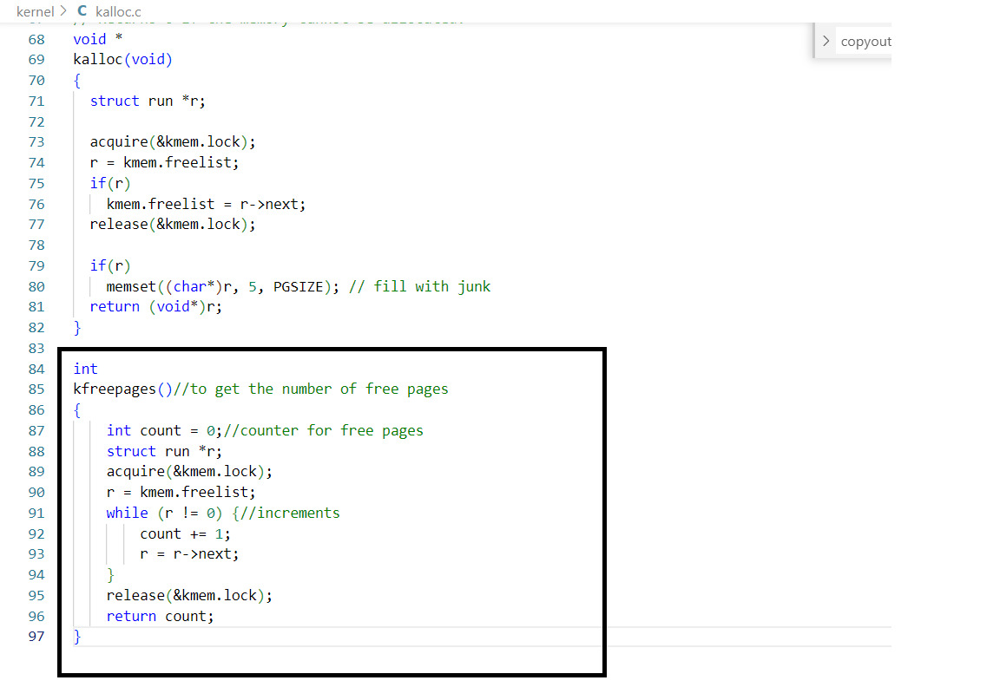 kernel > C kalloc.c
> copyout
68 void *
69 kalloc(void)
70 {
71 struct run *r;
72
73 acquire(&kmem.lock);
74 r = kmem.freelist;
75 if(r)
76 kmem.freelist = r->next;
77 release(&kmem.lock);
78
79 if(r)
80 memset((char*)r, 5, PGSIZE); // fill with junk
81 return (void*)r;
82 }
83
84 int
85 kfreepages()//to get the number of free pages
86 {
87 int count = 0;//counter for free pages
88 struct run *r;
89 acquire(&kmem.lock);
90 r = kmem.freelist;
91 while (r != 0) {//increments
92 count += 1;
93 r = r->next;
94 }
95 release(&kmem.lock);
96 return count;
97 }